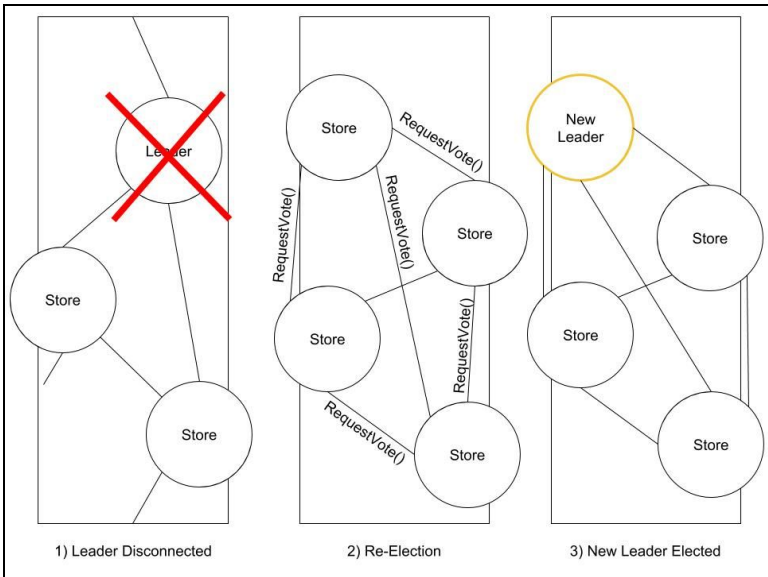 Leader
Store
Store
1) Leader Disconnected
Store
RequestVote()
RequestVote()
RequestVote()
Store
Store
RequestVote()
RequestVote()
Store
2) Re-Election
New
Leader
Store
Store
Store
3) New Leader Elected